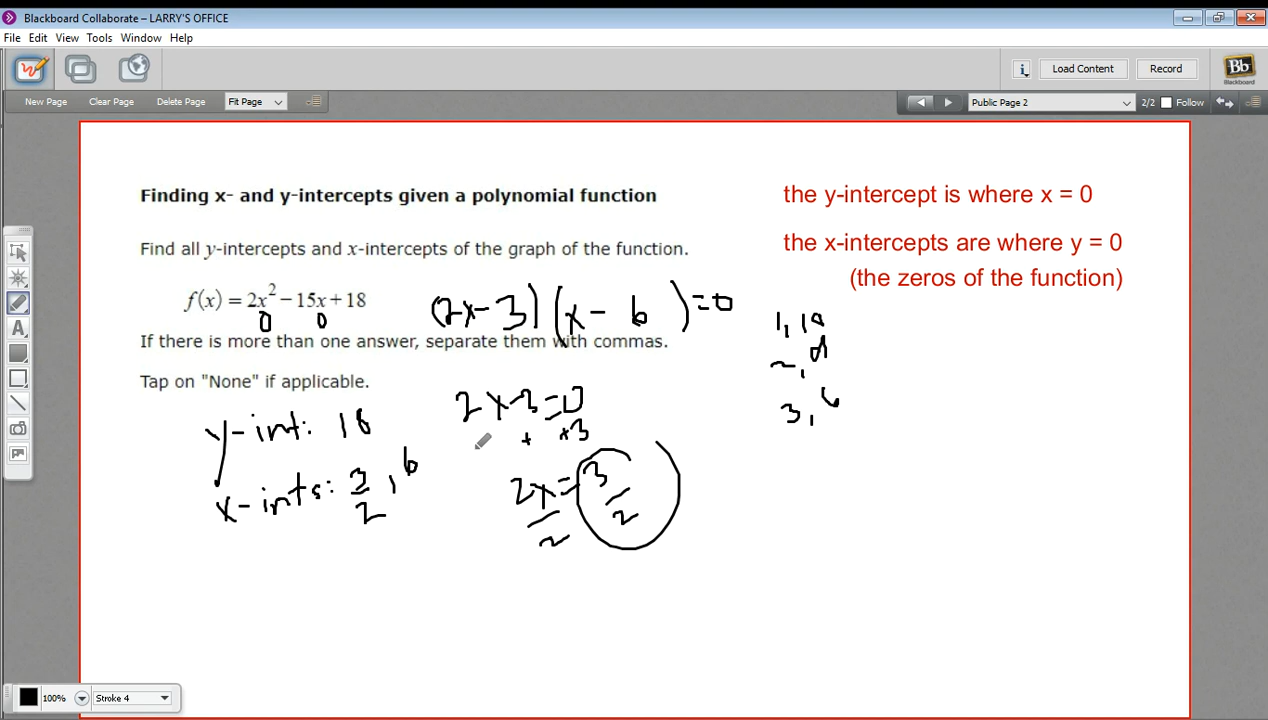 Blackboard Collaborate – LARRY'S OFFICE
File Edit View Tools Window Help
i Load Content Record Bb Blackboard
New Page Clear Page Delete Page Fit Page Public Page 2 2/2 Follow
Finding x- and y-intercepts given a polynomial function
the y-intercept is where x = 0
Find all y-intercepts and x-intercepts of the graph of the function.
the x-intercepts are where y = 0
(the zeros of the function)
f(x) = 2x² − 15x + 18
0 0
(2x-3)(x-6)=0
If there is more than one answer, separate them with commas.
Tap on "None" if applicable.
1, 18
2, 9
3, 6
y-int: 18
x-ints: 3/2, 6
2x-3=0
+ +3
2x=3
2 2
A
100% Stroke 4